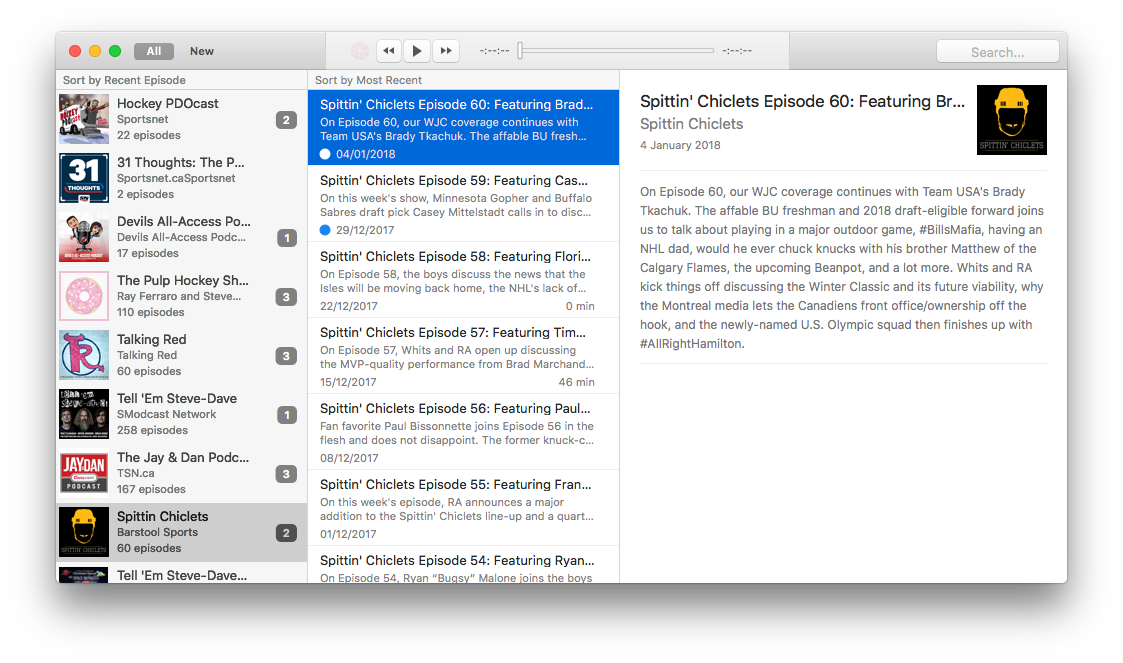 All
New
-:--:--
-:--:--
Search...
Sort by Recent Episode
HOCKEY
PDOCAST
Hockey PDOcast
Sportsnet
22 episodes
2
31
THOUGHTS
31 Thoughts: The P...
Sportsnet.caSportsnet
2 episodes
Devils All-Access Po...
Devils All-Access Podc...
17 episodes
1
The Pulp Hockey Sh...
Ray Ferraro and Steve...
110 episodes
3
Talking Red
Talking Red
60 episodes
3
Tell 'Em Steve-Dave
SModcast Network
258 episodes
1
JAYDAN
PODCAST
The Jay & Dan Podc...
TSN.ca
167 episodes
3
SPITTIN' CHICLETS
Spittin Chiclets
Barstool Sports
60 episodes
2
Tell 'Em Steve-Dave...
Sort by Most Recent
Spittin' Chiclets Episode 60: Featuring Brad...
On Episode 60, our WJC coverage continues with
Team USA's Brady Tkachuk. The affable BU fresh...
04/01/2018
Spittin' Chiclets Episode 59: Featuring Cas...
On this week's show, Minnesota Gopher and Buffalo
Sabres draft pick Casey Mittelstadt calls in to disc...
29/12/2017
Spittin' Chiclets Episode 58: Featuring Flori...
On Episode 58, the boys discuss the news that the
Isles will be moving back home, the NHL's lack of...
22/12/2017
0 min
Spittin' Chiclets Episode 57: Featuring Tim...
On Episode 57, Whits and RA open up discussing
the MVP-quality performance from Brad Marchand...
15/12/2017
46 min
Spittin' Chiclets Episode 56: Featuring Paul...
Fan favorite Paul Bissonnette joins Episode 56 in the
flesh and does not disappoint. The former knuck-c...
08/12/2017
Spittin' Chiclets Episode 55: Featuring Fran...
On this week's episode, RA announces a major
addition to the Spittin' Chiclets line-up and a quart...
01/12/2017
Spittin' Chiclets Episode 54: Featuring Ryan...
On Episode 54, Ryan “Bugsy” Malone joins the boys
Spittin' Chiclets Episode 60: Featuring Br...
Spittin Chiclets
4 January 2018
SPITTIN' CHICLETS
On Episode 60, our WJC coverage continues with Team USA's Brady
Tkachuk. The affable BU freshman and 2018 draft-eligible forward joins
us to talk about playing in a major outdoor game, #BillsMafia, having an
NHL dad, would he ever chuck knucks with his brother Matthew of the
Calgary Flames, the upcoming Beanpot, and a lot more. Whits and RA
kick things off discussing the Winter Classic and its future viability, why
the Montreal media lets the Canadiens front office/ownership off the
hook, and the newly-named U.S. Olympic squad then finishes up with
#AllRightHamilton.